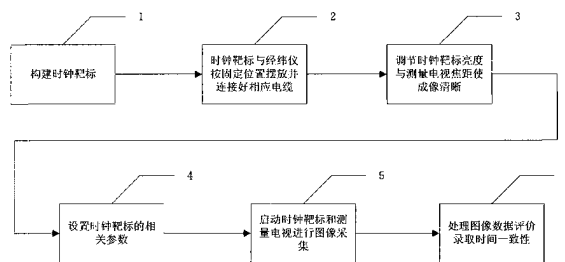 1
构建时钟靶标
2
时钟靶标与经纬仪
按固定位置摆放并
连接好相应电缆
3
调节时钟靶标亮度
与测量电视焦距使
成像清晰
4
设置时钟靶标的相
关参数
5
启动时钟靶标和测
量电视进行图像采
集
处理图像数据评价
录取时间一致性